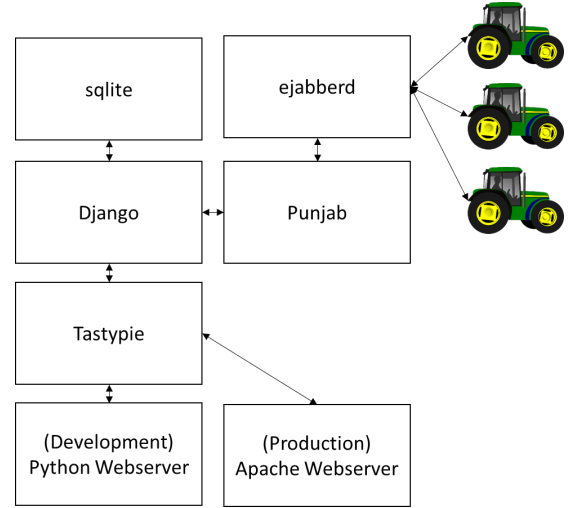 sqlite
ejabberd
Django
Punjab
Tastypie
(Development)
Python Webserver
(Production)
Apache Webserver